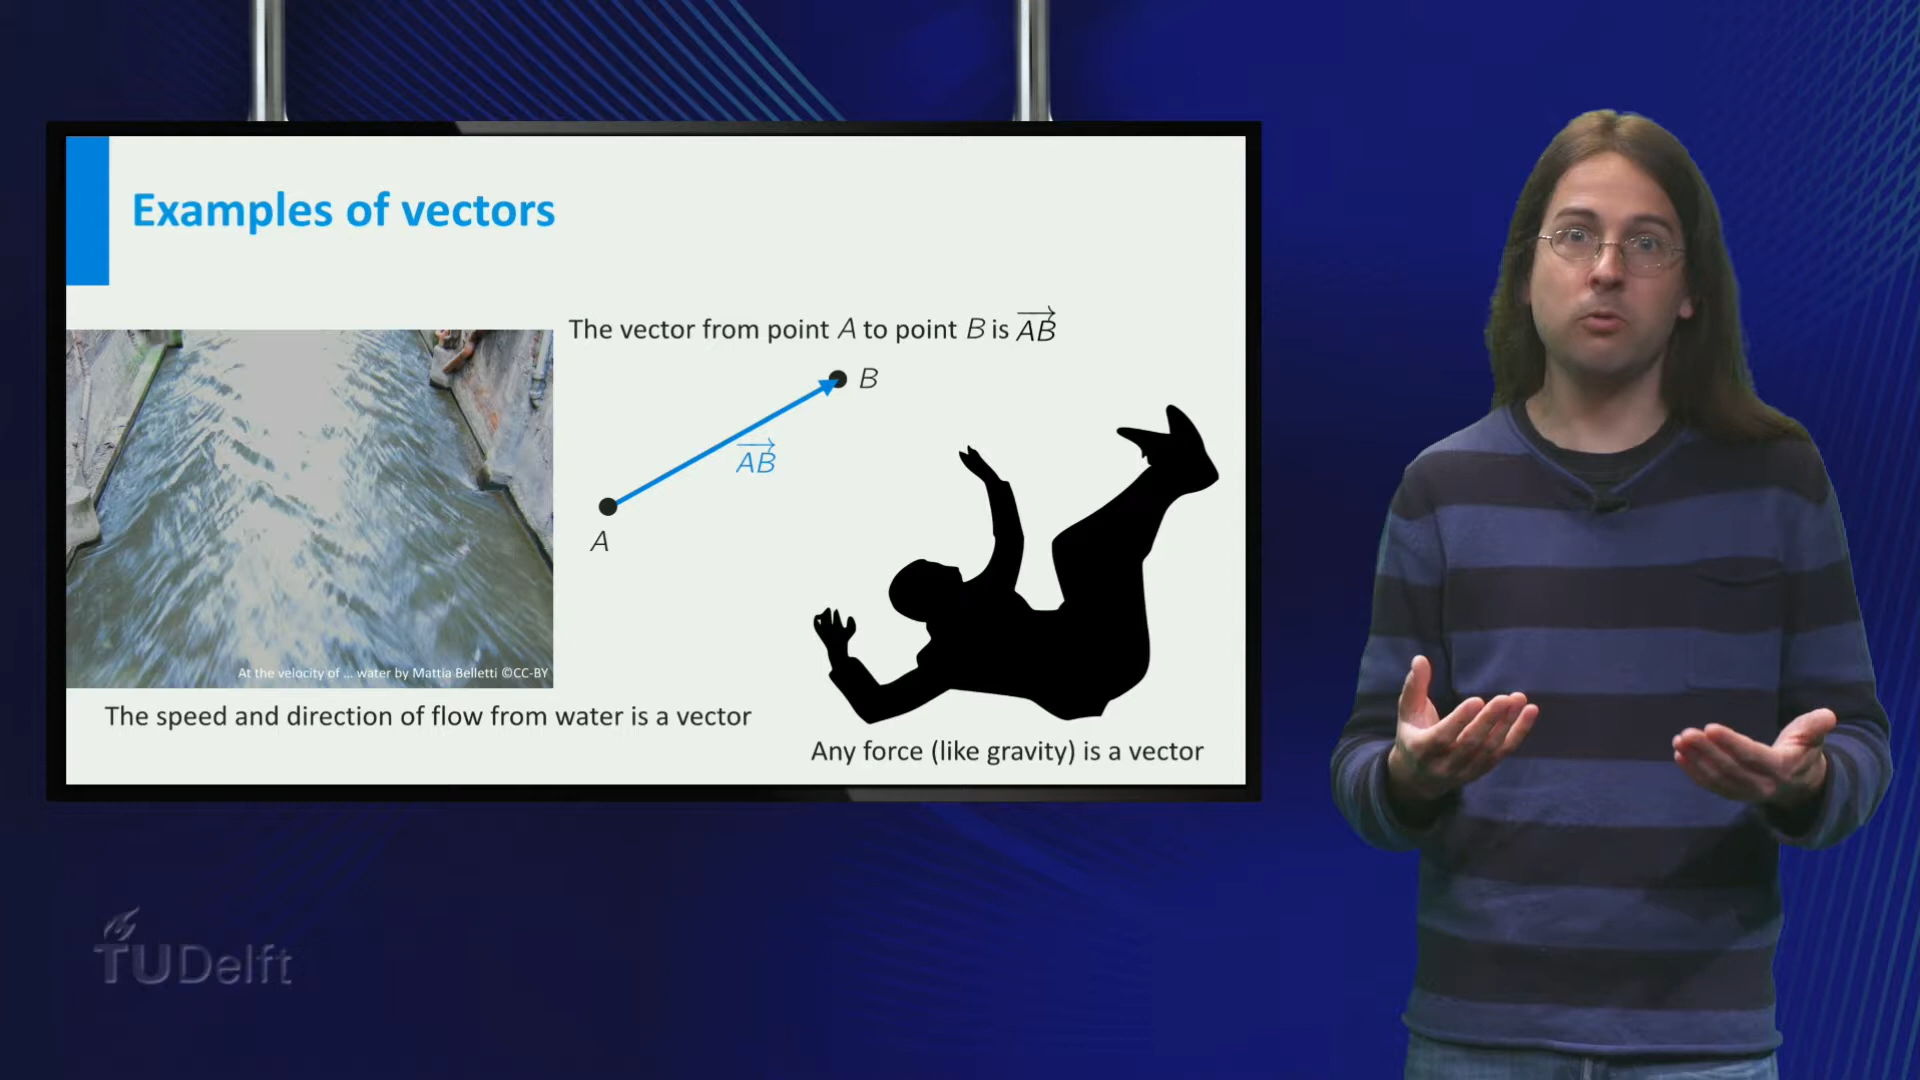 Examples of vectors
The vector from point A to point B is \overrightarrow{AB}
B
\overrightarrow{AB}
A
At the velocity of ... water by Mattia Belletti ©CC-BY
The speed and direction of flow from water is a vector
Any force (like gravity) is a vector
TUDelft